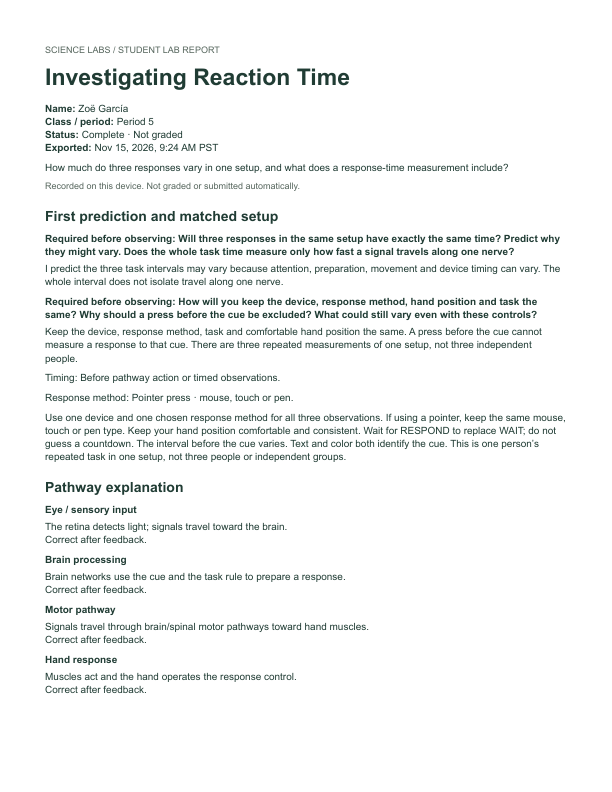 SCIENCE LABS / STUDENT LAB REPORT
Investigating Reaction Time
Name: Zoë García
Class / period: Period 5
Status: Complete · Not graded
Exported: Nov 15, 2026, 9:24 AM PST
How much do three responses vary in one setup, and what does a response-time measurement include?
Recorded on this device. Not graded or submitted automatically.
First prediction and matched setup
Required before observing: Will three responses in the same setup have exactly the same time? Predict why
they might vary. Does the whole task time measure only how fast a signal travels along one nerve?
I predict the three task intervals may vary because attention, preparation, movement and device timing can vary. The
whole interval does not isolate travel along one nerve.
Required before observing: How will you keep the device, response method, hand position and task the
same? Why should a press before the cue be excluded? What could still vary even with these controls?
Keep the device, response method, task and comfortable hand position the same. A press before the cue cannot
measure a response to that cue. There are three repeated measurements of one setup, not three independent
people.
Timing: Before pathway action or timed observations.
Response method: Pointer press · mouse, touch or pen.
Use one device and one chosen response method for all three observations. If using a pointer, keep the same mouse,
touch or pen type. Keep your hand position comfortable and consistent. Wait for RESPOND to replace WAIT; do not
guess a countdown. The interval before the cue varies. Text and color both identify the cue. This is one person's
repeated task in one setup, not three people or independent groups.
Pathway explanation
Eye / sensory input
The retina detects light; signals travel toward the brain.
Correct after feedback.
Brain processing
Brain networks use the cue and the task rule to prepare a response.
Correct after feedback.
Motor pathway
Signals travel through brain/spinal motor pathways toward hand muscles.
Correct after feedback.
Hand response
Muscles act and the hand operates the response control.
Correct after feedback.